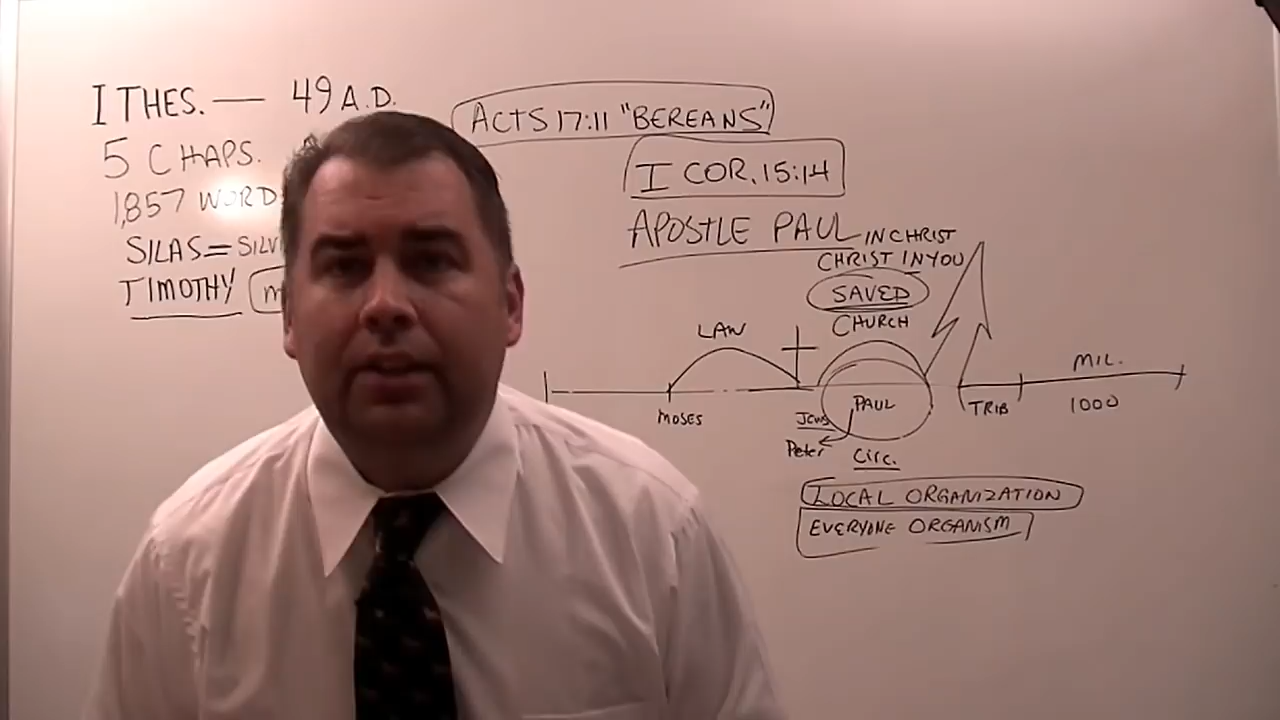 I THES. — 49 A.D.
5 CHAPS.
1,857 WORD
SILAS = SILV
TIMOTHY
ACTS 17:11 "BEREANS"
I COR. 15:14
APOSTLE PAUL
IN CHRIST
CHRIST IN YOU
SAVED
CHURCH
LAW
MOSES
PAUL
Jews
Peter
Circ.
TRIB
MIL.
1000
LOCAL ORGANIZATION
EVERYONE ORGANISM